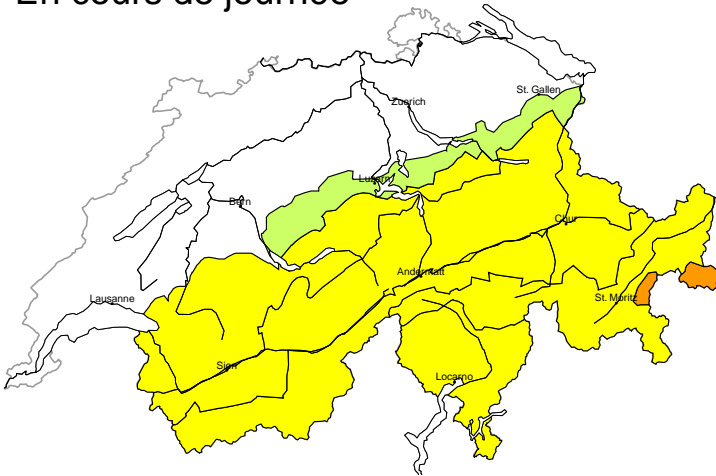 En cours de journée
St. Gallen
Zuerich
Luzern
Bern
Chur
Andermatt
Lausanne
St. Moritz
Sion
Locarno